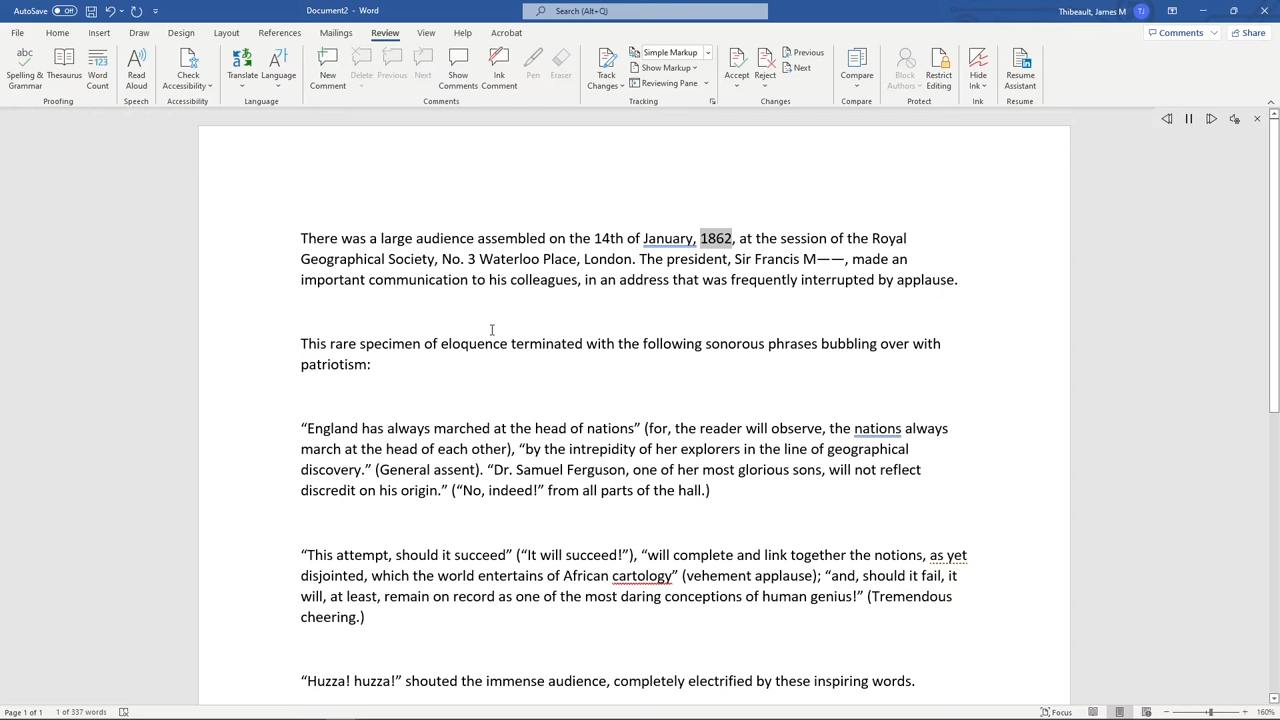 AutoSave Off Document2 - Word Search (Alt+Q) Thibeault, James M TJ
File Home Insert Draw Design Layout References Mailings Review View Help Acrobat Comments Share
abc 123 Simple Markup Previous
Spelling & Thesaurus Word Read Check Translate Language New Delete Previous Next Show Ink Pen Eraser Track Show Markup Accept Reject Next Compare Block Restrict Hide Resume
Grammar Count Aloud Accessibility Comment Comments Comment Changes Reviewing Pane Authors Editing Ink Assistant
Proofing Speech Accessibility Language Comments Tracking Changes Compare Protect Ink Resume
There was a large audience assembled on the 14th of January, 1862, at the session of the Royal
Geographical Society, No. 3 Waterloo Place, London. The president, Sir Francis M——, made an
important communication to his colleagues, in an address that was frequently interrupted by applause.
This rare specimen of eloquence terminated with the following sonorous phrases bubbling over with
patriotism:
“England has always marched at the head of nations” (for, the reader will observe, the nations always
march at the head of each other), “by the intrepidity of her explorers in the line of geographical
discovery.” (General assent). “Dr. Samuel Ferguson, one of her most glorious sons, will not reflect
discredit on his origin.” (“No, indeed!” from all parts of the hall.)
“This attempt, should it succeed” (“It will succeed!”), “will complete and link together the notions, as yet
disjointed, which the world entertains of African cartology” (vehement applause); “and, should it fail, it
will, at least, remain on record as one of the most daring conceptions of human genius!” (Tremendous
cheering.)
“Huzza! huzza!” shouted the immense audience, completely electrified by these inspiring words.
Page 1 of 1 1 of 337 words Focus 160%